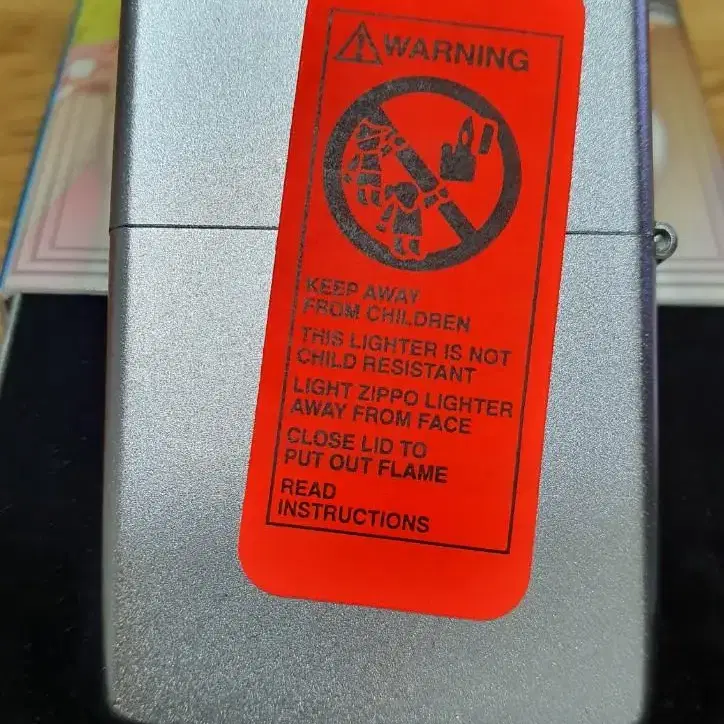 WARNING
KEEP AWAY
FROM CHILDREN
THIS LIGHTER IS NOT
CHILD RESISTANT
LIGHT ZIPPO LIGHTER
AWAY FROM FACE
CLOSE LID TO
PUT OUT FLAME
READ
INSTRUCTIONS